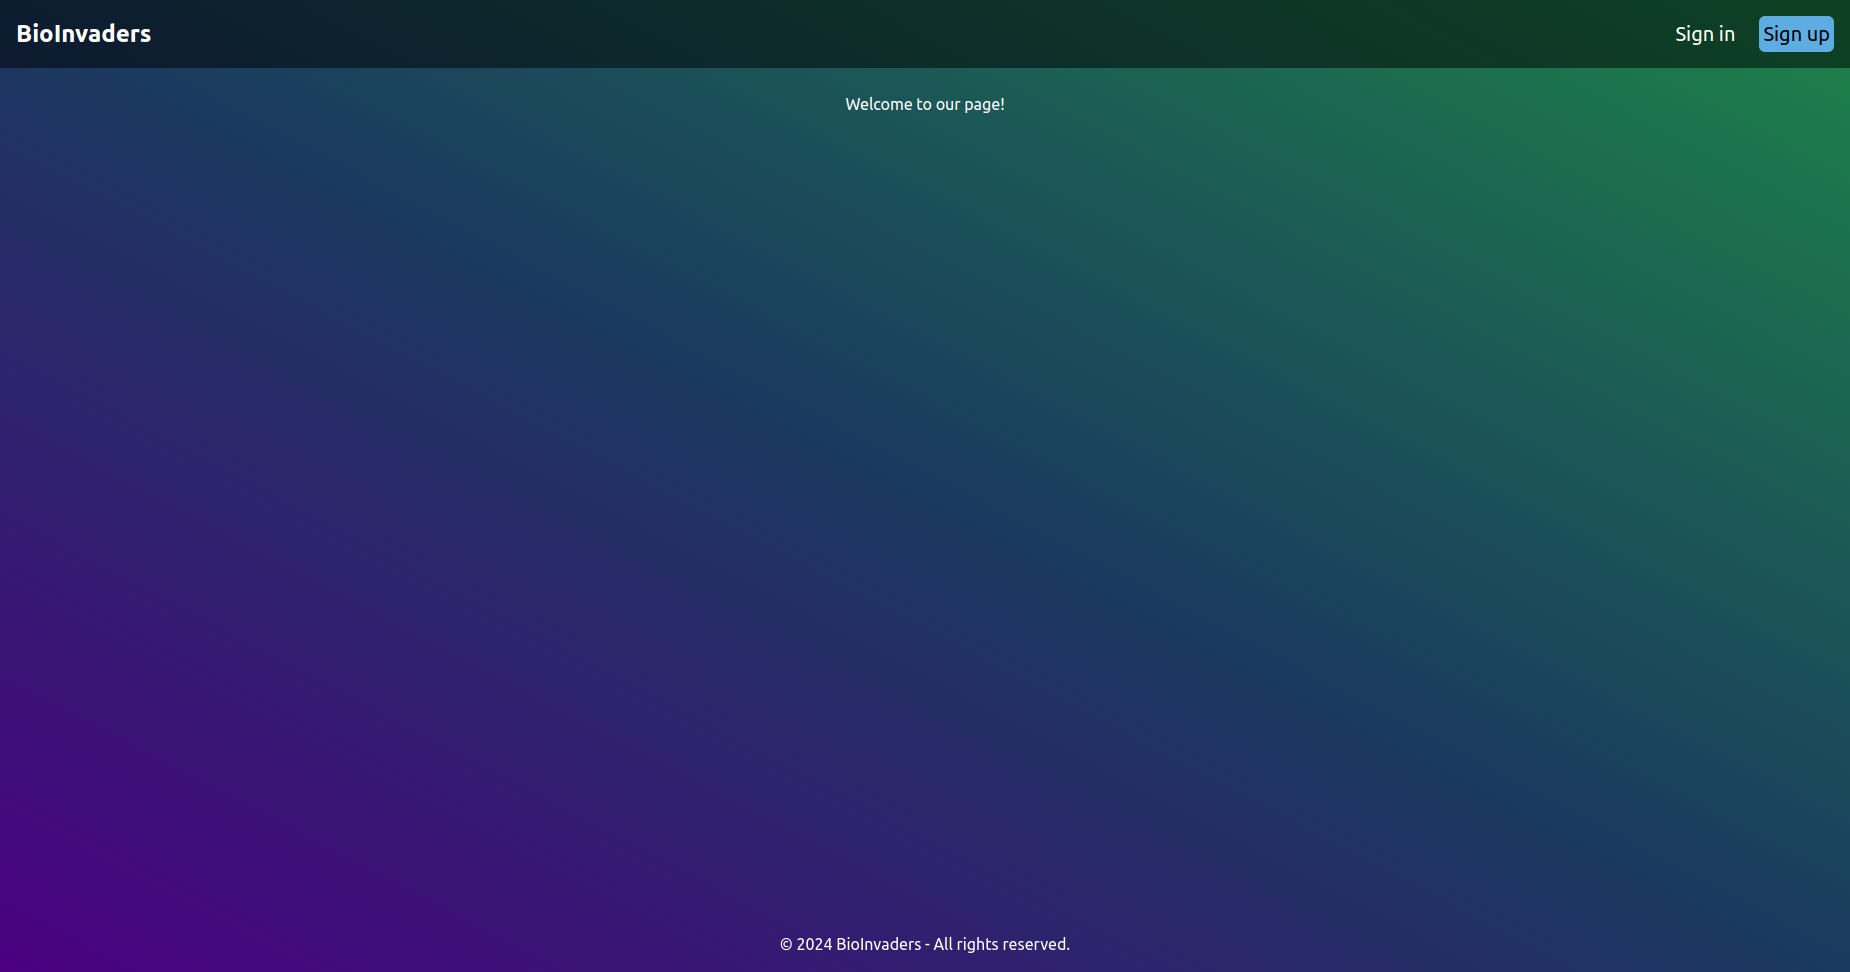 BioInvaders
Sign in
Sign up
Welcome to our page!
© 2024 BioInvaders - All rights reserved.